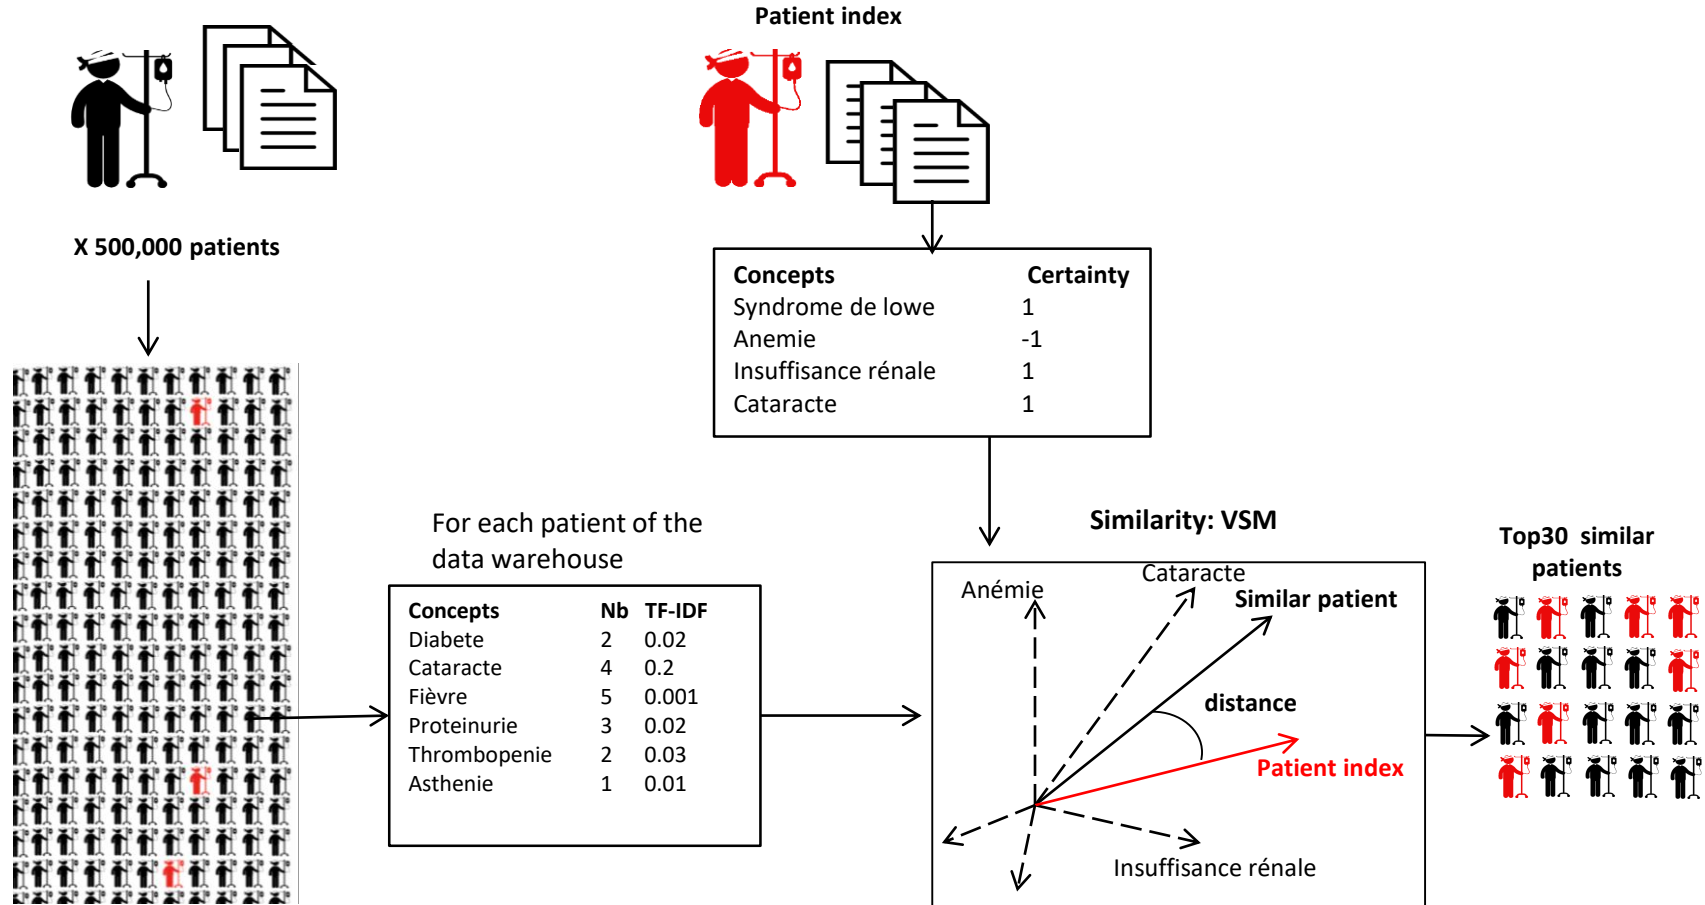 Patient index
X 500,000 patients
Concepts Certainty
Syndrome de lowe 1
Anemie -1
Insuffisance rénale 1
Cataracte 1
For each patient of the
data warehouse
Concepts Nb TF-IDF
Diabete 2 0.02
Cataracte 4 0.2
Fièvre 5 0.001
Proteinurie 3 0.02
Thrombopenie 2 0.03
Asthenie 1 0.01
Similarity: VSM
Anémie
Cataracte
Similar patient
distance
Patient index
Insuffisance rénale
Top30 similar
patients